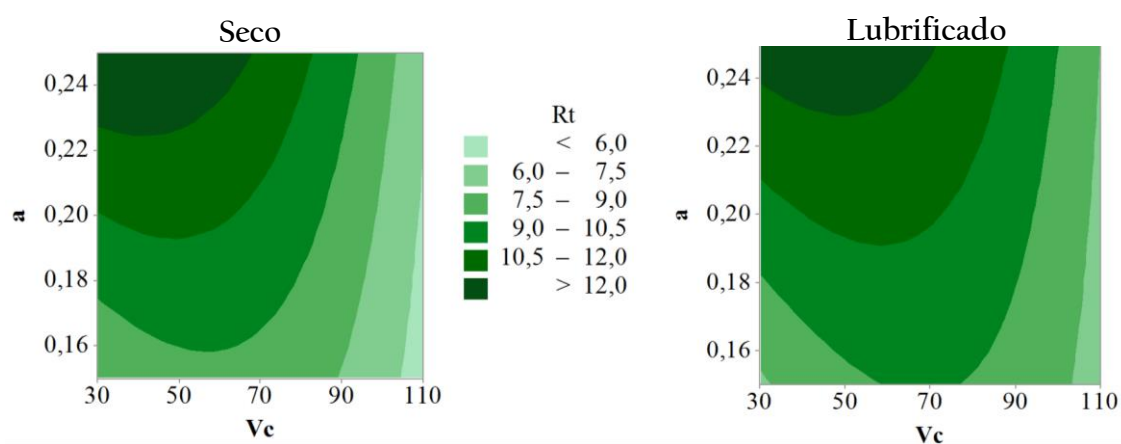 Seco
0,24
0,22
0,20
0,18
0,16
a
30 50 70 90 110
Vc
Rt
< 6,0
6,0 – 7,5
7,5 – 9,0
9,0 – 10,5
10,5 – 12,0
> 12,0
Lubrificado
0,24
0,22
0,20
0,18
0,16
a
30 50 70 90 110
Vc